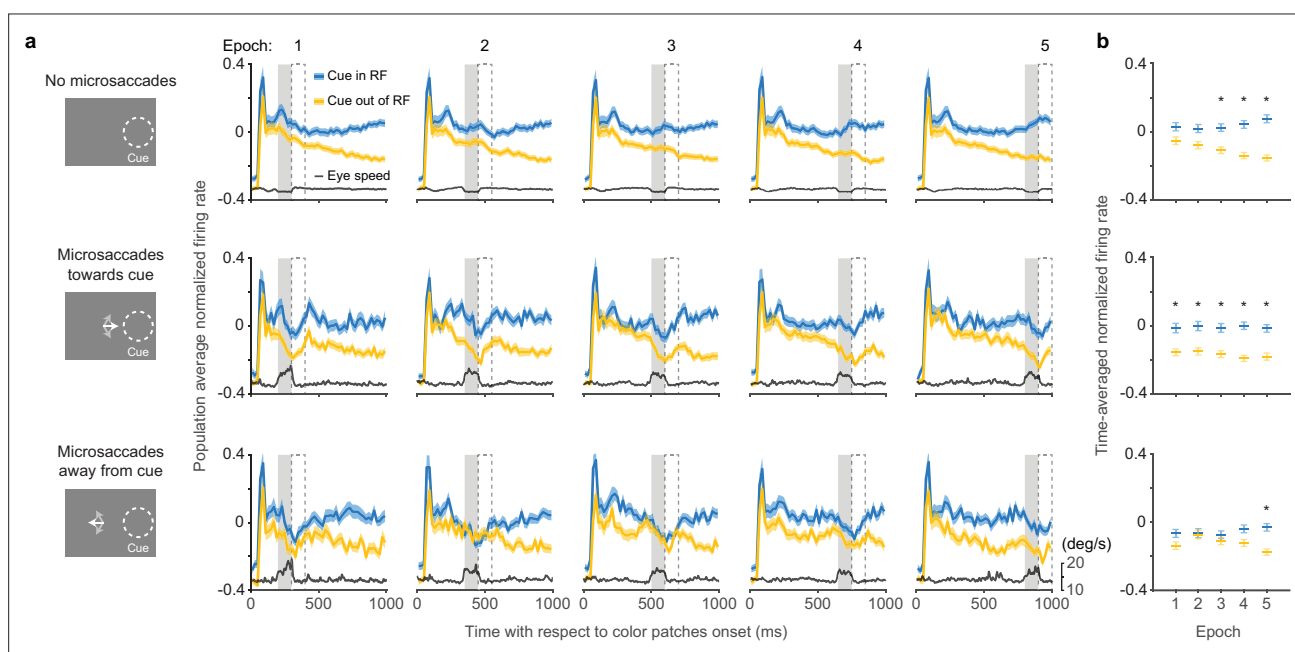 a
b
Epoch: 1 2 3 4 5
No microsaccades
Cue
Microsaccades
towards cue
Cue
Microsaccades
away from cue
Cue
Population average normalized firing rate
0.4
0
-0.4
Cue in RF
Cue out of RF
Eye speed
0.4
0
-0.4
0.4
0
-0.4
(deg/s)
20
10
0 500 1000 0 500 1000 0 500 1000 0 500 1000 0 500 1000
Time with respect to color patches onset (ms)
Time-averaged normalized firing rate
0.4
0
-0.4
* * *
0.4
0
-0.4
* * * * *
0.4
0
-0.4
*
1 2 3 4 5
Epoch